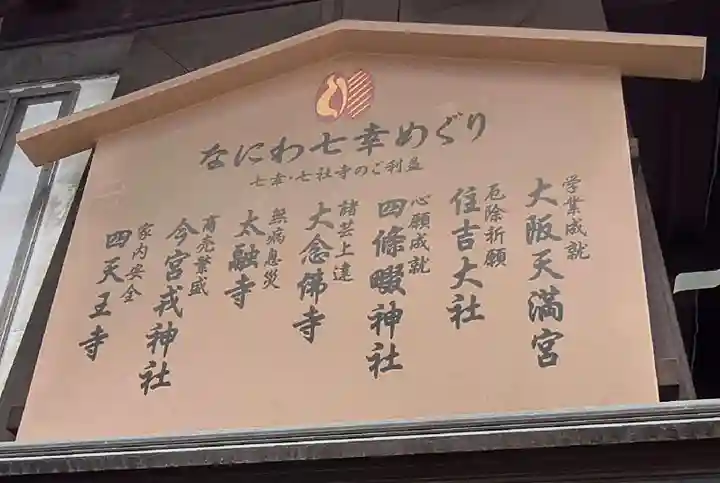 なにわ七幸めぐり
七幸・七社寺のご利益
学業成就
大阪天満宮
厄除祈願
住吉大社
心願成就
四條畷神社
諸芸上達
大念佛寺
無病息災
太融寺
商売繁盛
今宮戎神社
家内安全
四天王寺